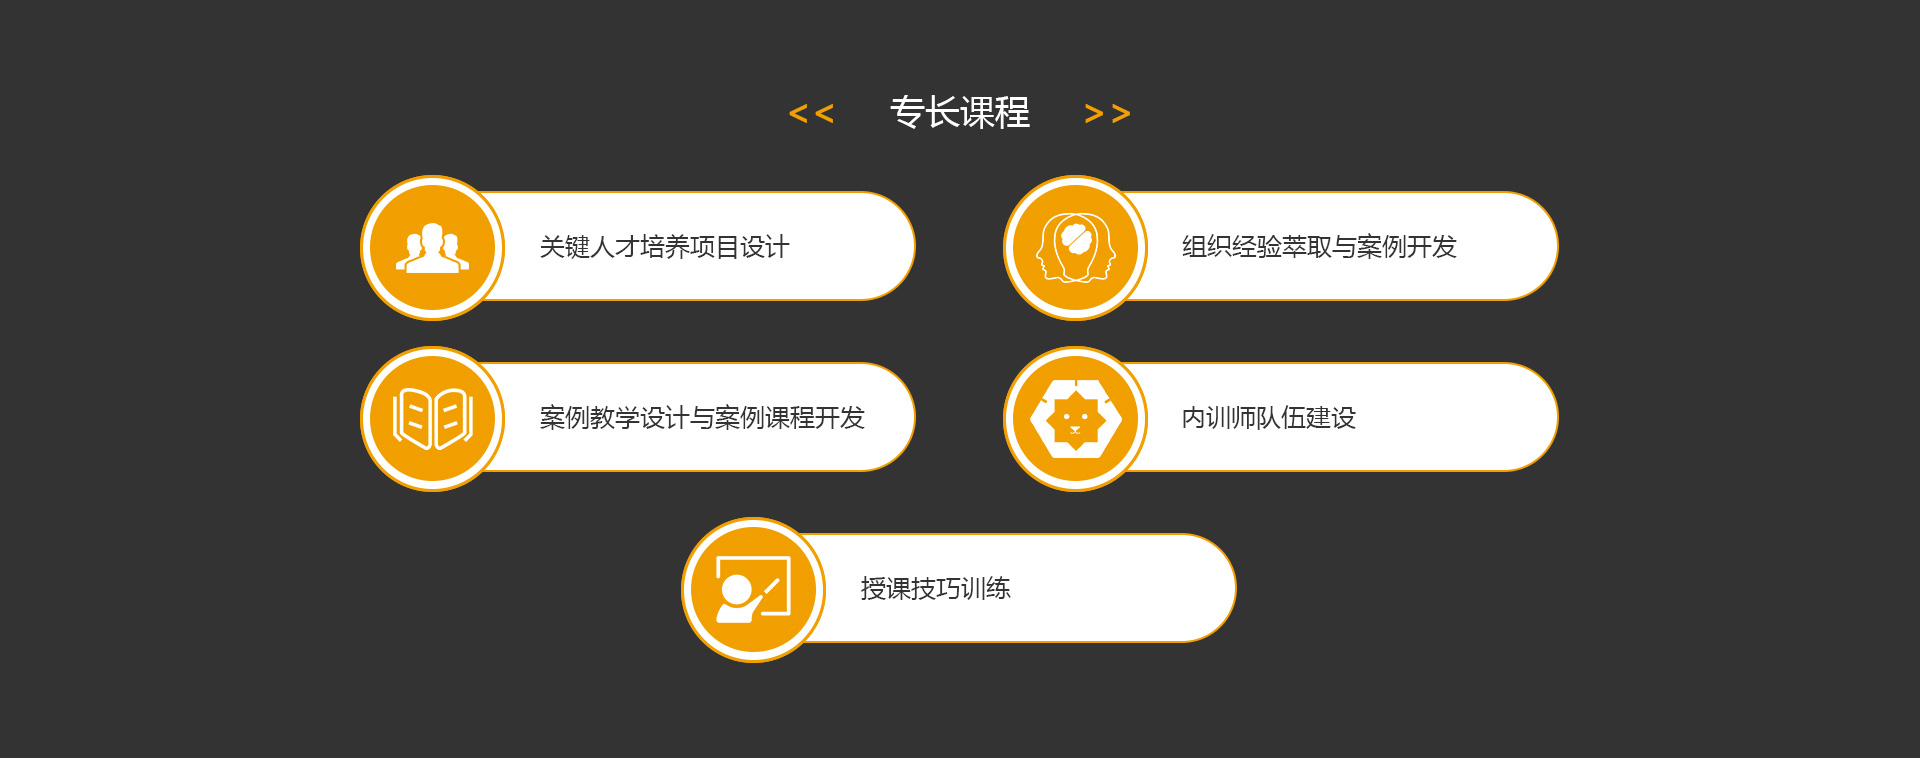 << 专长课程 >>
关键人才培养项目设计
组织经验萃取与案例开发
案例教学设计与案例课程开发
内训师队伍建设
授课技巧训练